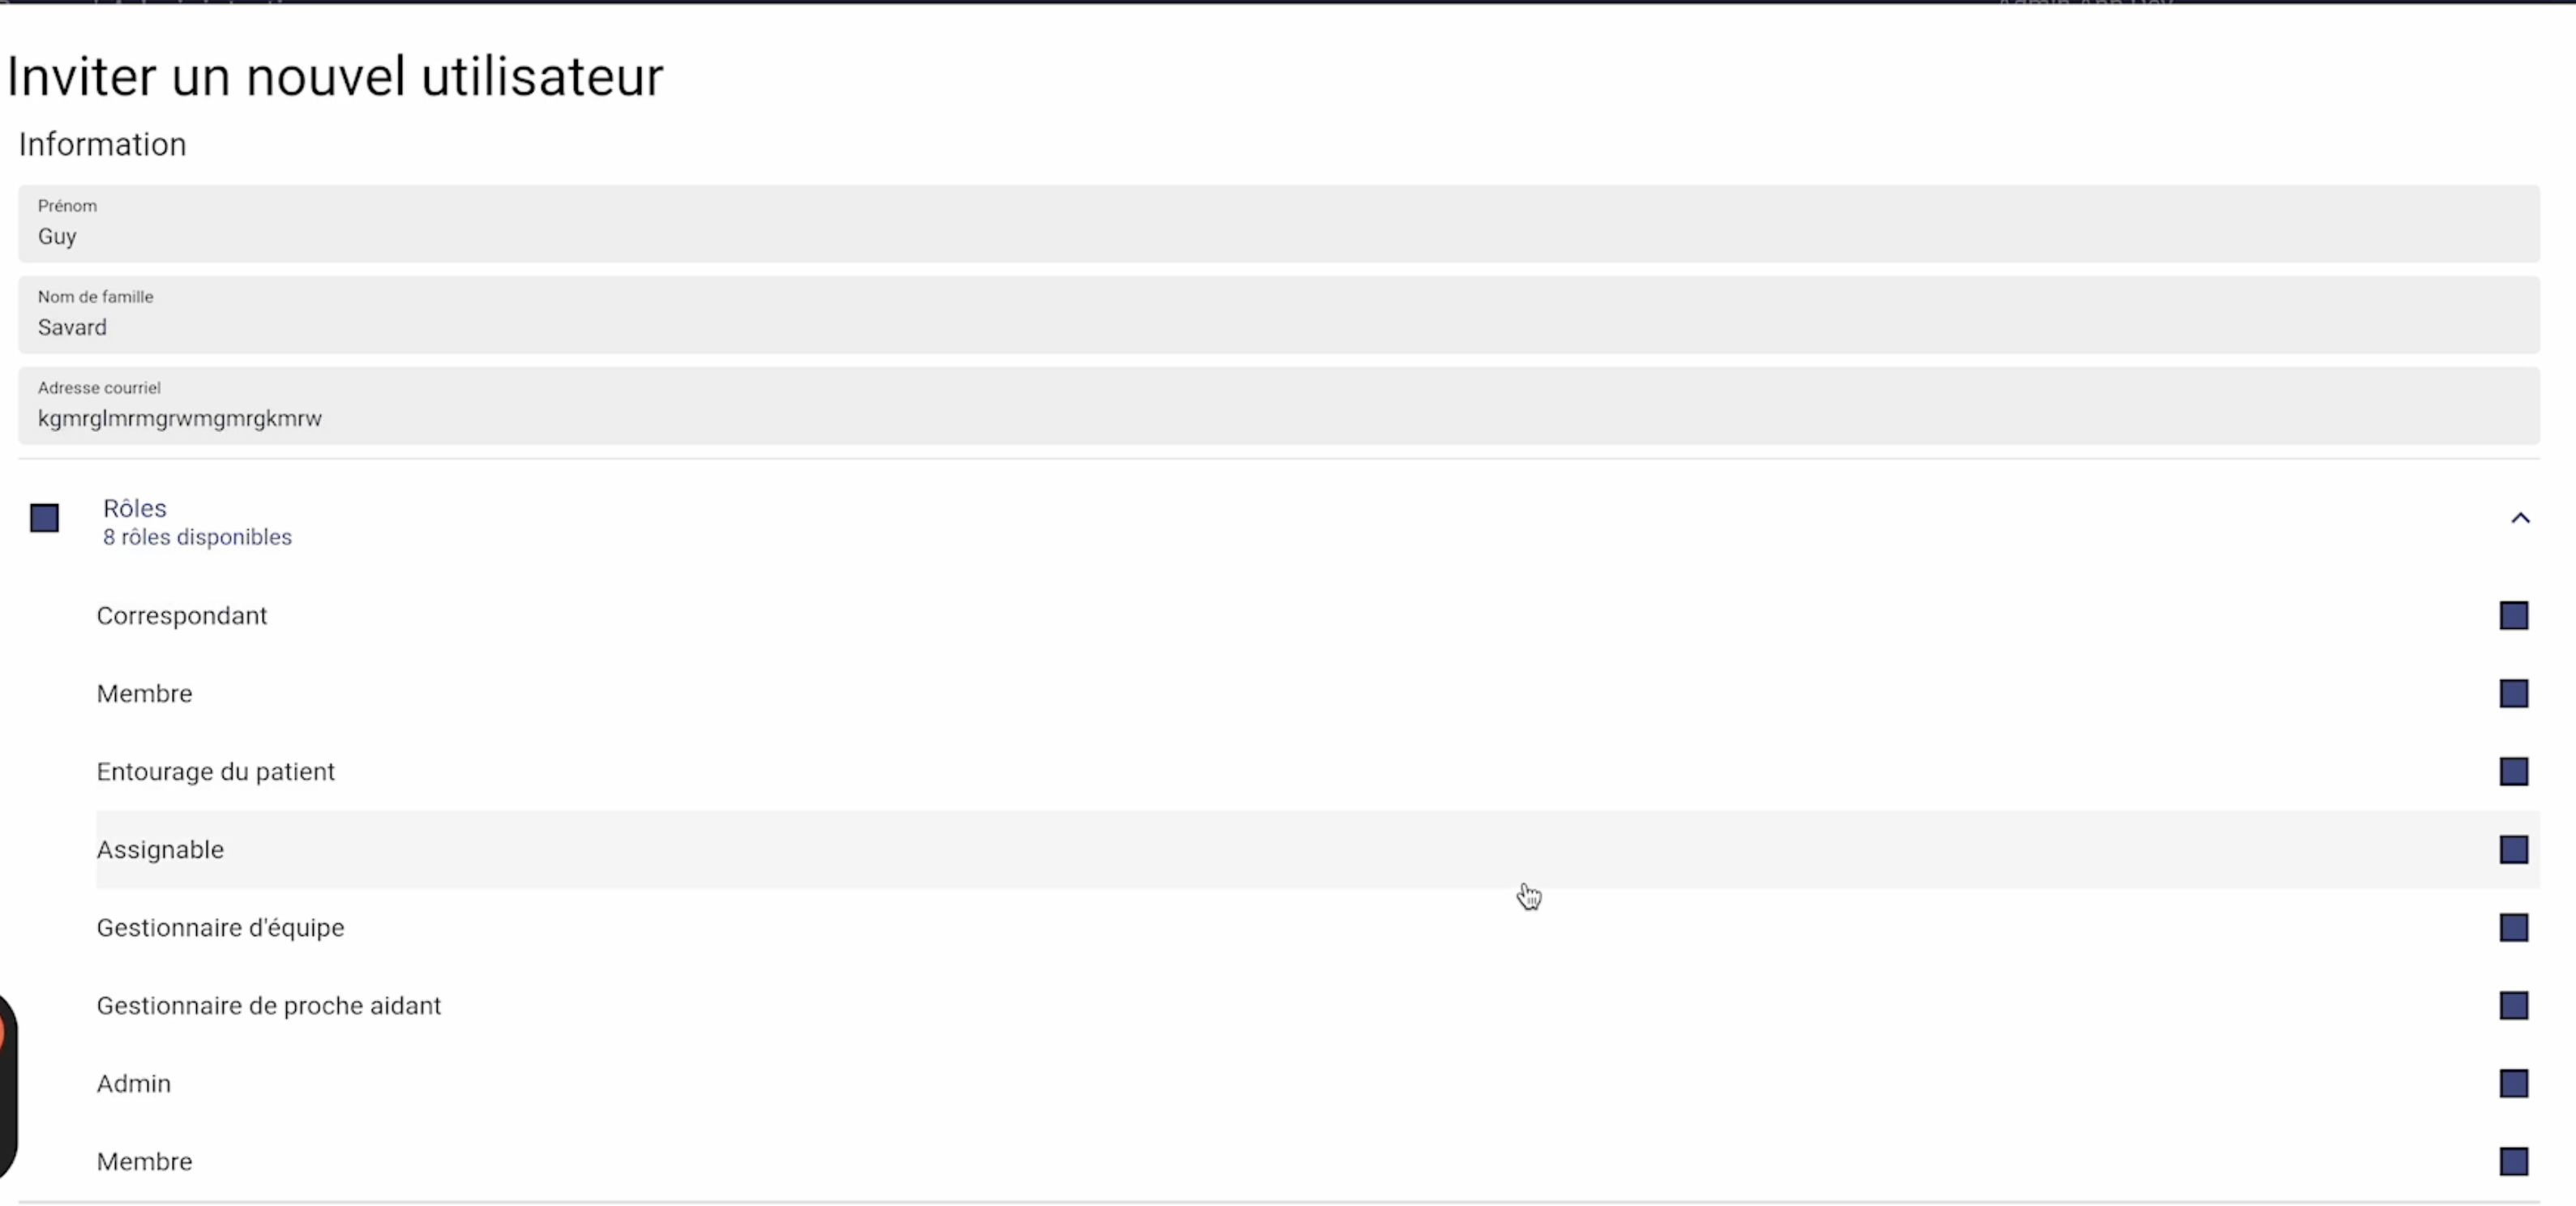 Inviter un nouvel utilisateur
Information
Prénom
Guy
Nom de famille
Savard
Adresse courriel
kgmrglmrmgrwmgmrgkmrw
Rôles
8 rôles disponibles
Correspondant
Membre
Entourage du patient
Assignable
Gestionnaire d'équipe
Gestionnaire de proche aidant
Admin
Membre